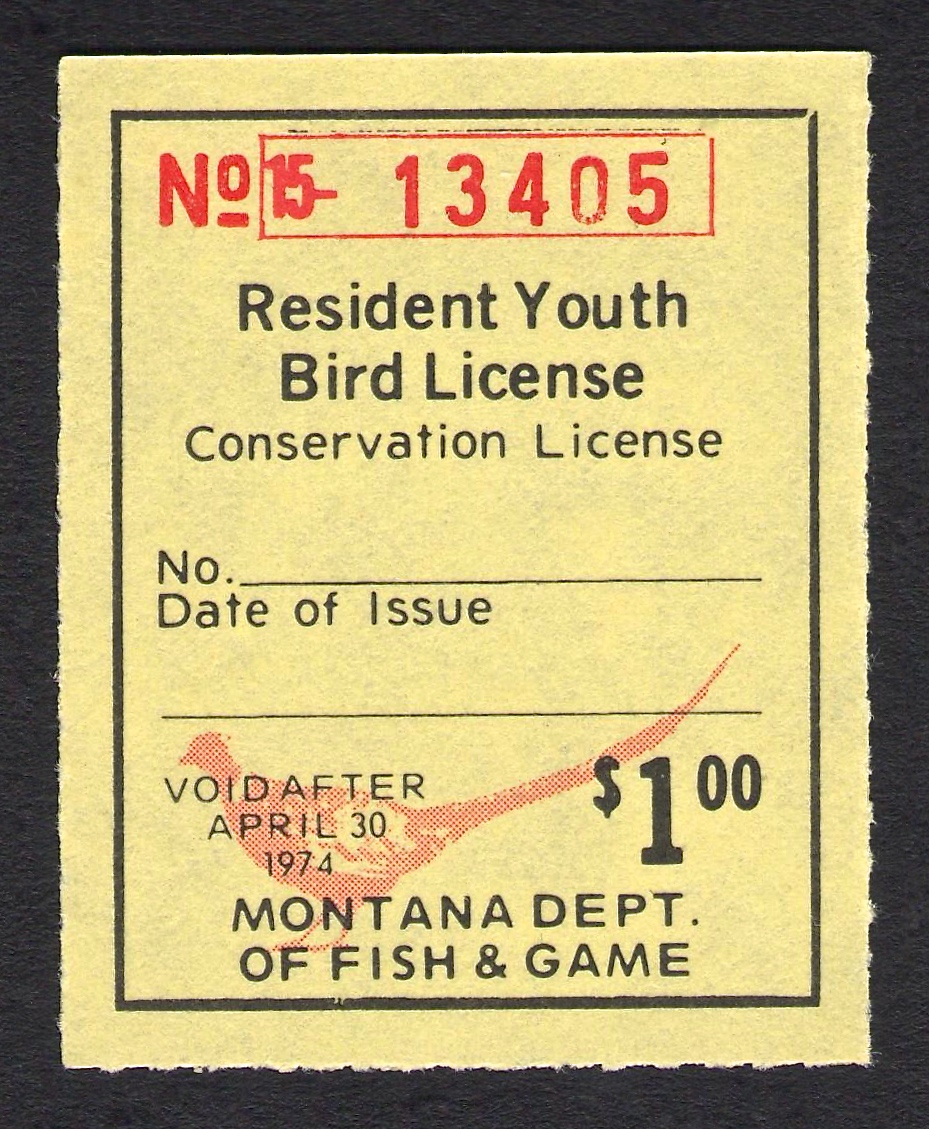 Nº 15- 13405
Resident Youth
Bird License
Conservation License
No.
Date of Issue
VOID AFTER
APRIL 30
1974
$1.00
MONTANA DEPT.
OF FISH & GAME